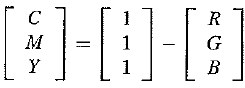 [ C ] = [ 1 ] - [ R ]
[ M ] = [ 1 ] - [ G ]
[ Y ] = [ 1 ] - [ B ]